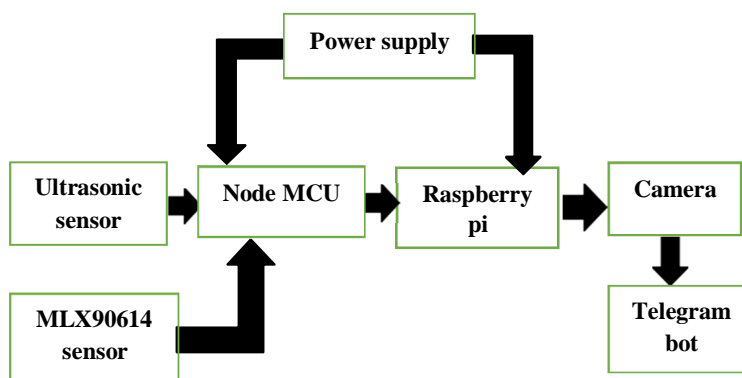 Power supply
Ultrasonic
sensor
Node MCU
Raspberry
pi
Camera
MLX90614
sensor
Telegram
bot